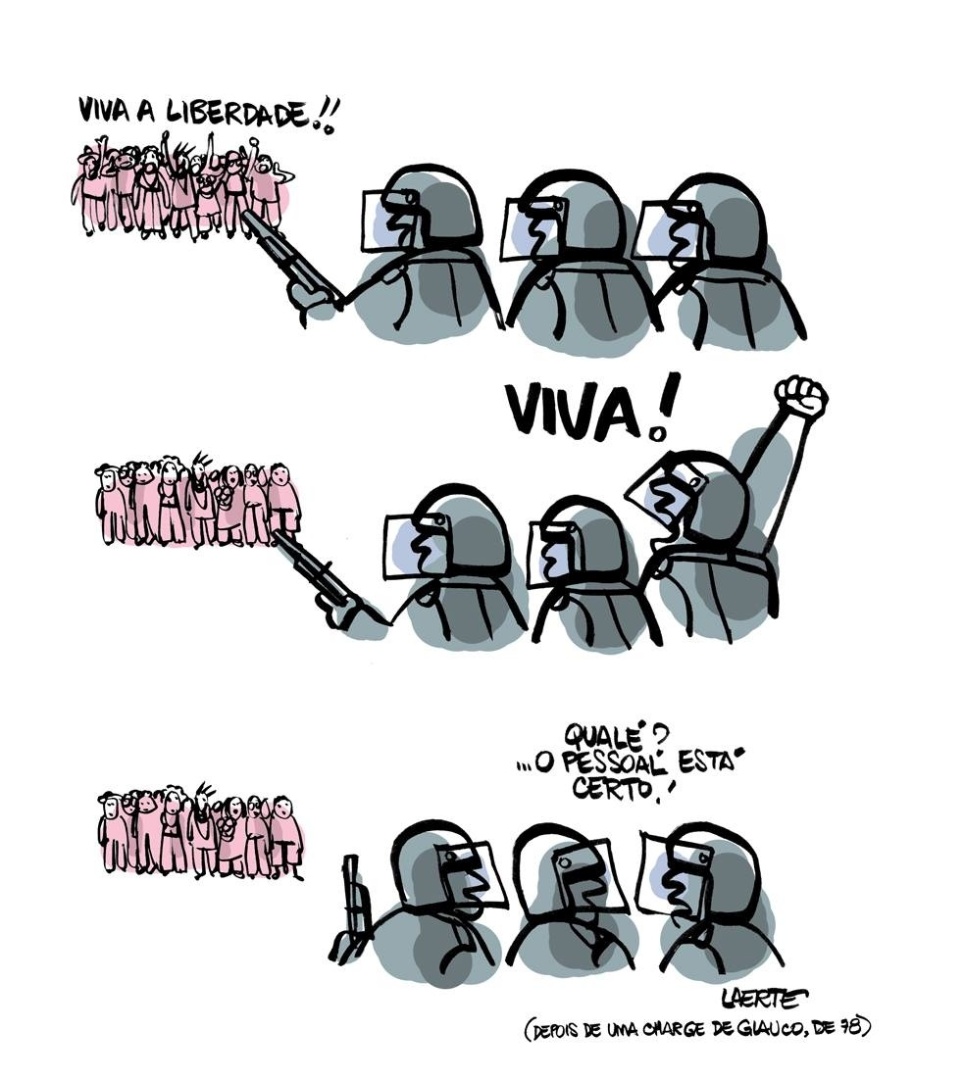 VIVA A LIBERDADE!!
VIVA!
QUALÉ?
...O PESSOAL ESTÁ
CERTO!
LAERTE
(DEPOIS DE UMA CHARGE DE GLAUCO, DE 78)